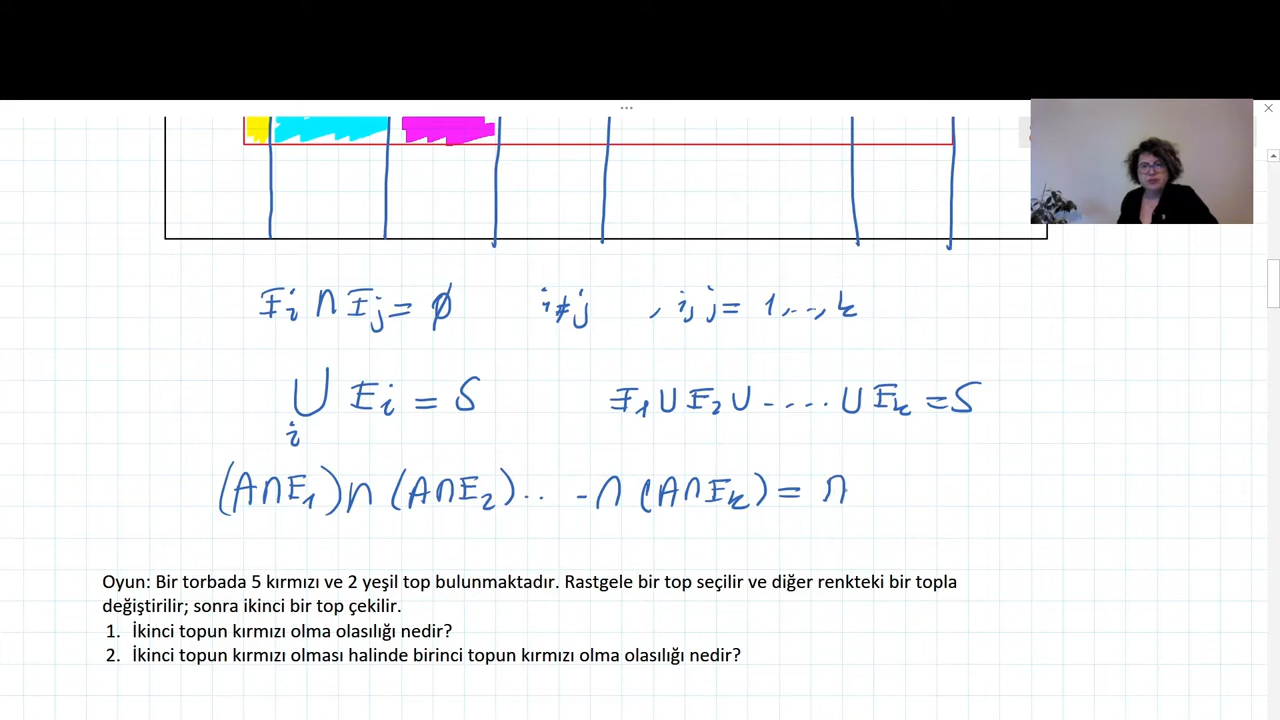 Ei ∩ Ej = ∅ i≠j , i,j = 1,..,k
∪ Ei = S E1 ∪ E2 ∪ -.... ∪ Ek = S
i
(A∩E1) ∩ (A∩E2) .. -∩ (A∩Ek) = A
Oyun: Bir torbada 5 kırmızı ve 2 yeşil top bulunmaktadır. Rastgele bir top seçilir ve diğer renkteki bir topla
değiştirilir; sonra ikinci bir top çekilir.
1. İkinci topun kırmızı olma olasılığı nedir?
2. İkinci topun kırmızı olması halinde birinci topun kırmızı olma olasılığı nedir?